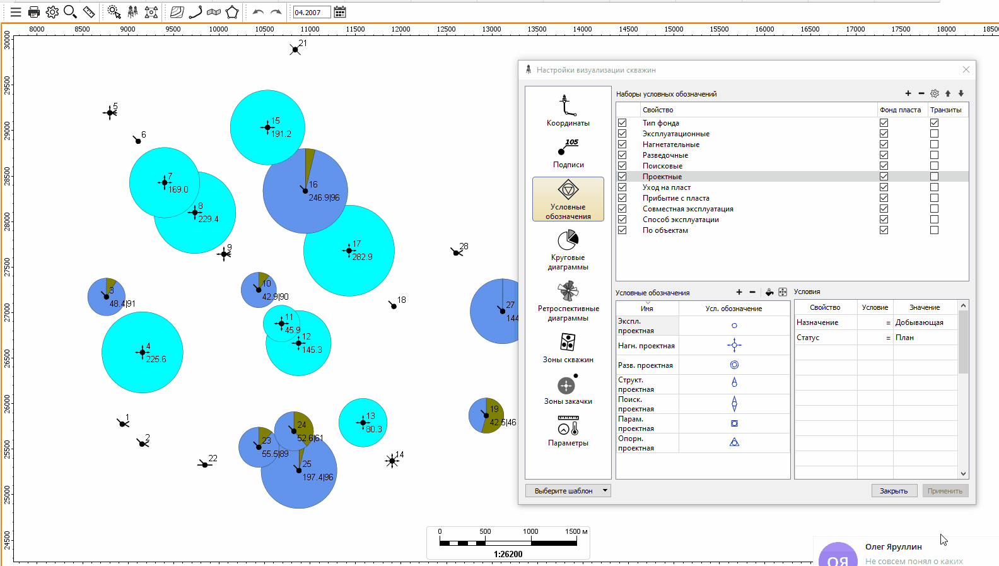 04.2007
8000 8500 9000 9500 10000 10500 11000 11500 12000 12500 13000 13500 14000 14500 15000 15500 16000 16500 17000 17500 18000 1850
30000
29500
29000
28500
28000
27500
27000
26500
26000
25500
25000
24500
21
5
6
15
191.2
7
169.0
8
229.4
16
246.9|96
17
282.9
9
28
3
48.4|91
10
42.9|90
18
27
144
11
45.9
12
145.3
4
225.6
1
2
22
13
80.3
19
42.5|46
24
52.6|61
23
55.5|89
25
197.4|96
14
0 500 1000 1500 м
1:26200
Настройки визуализации скважин
Координаты
105
Подписи
Условные
обозначения
Круговые
диаграммы
Ретроспективные
диаграммы
Зоны скважин
Зоны закачки
Параметры
Наборы условных обозначений
Свойство Фонд пласта Транзиты
Тип фонда
Эксплуатационные
Нагнетательные
Разведочные
Поисковые
Проектные
Уход на пласт
Прибытие с пласта
Совместная эксплуатация
Способ эксплуатации
По объектам
Условные обозначения
Имя Усл. обозначение
Экспл.
проектная
Нагн. проектная
Разв. проектная
Структ.
проектная
Поиск.
проектная
Парам.
проектная
Опорн.
проектная
Условия
Свойство Условие Значение
Назначение = Добывающая
Статус = План
Выберите шаблон
Закрыть
Применить
ОЯ
Олег Яруллин
Не совсем понял о каких